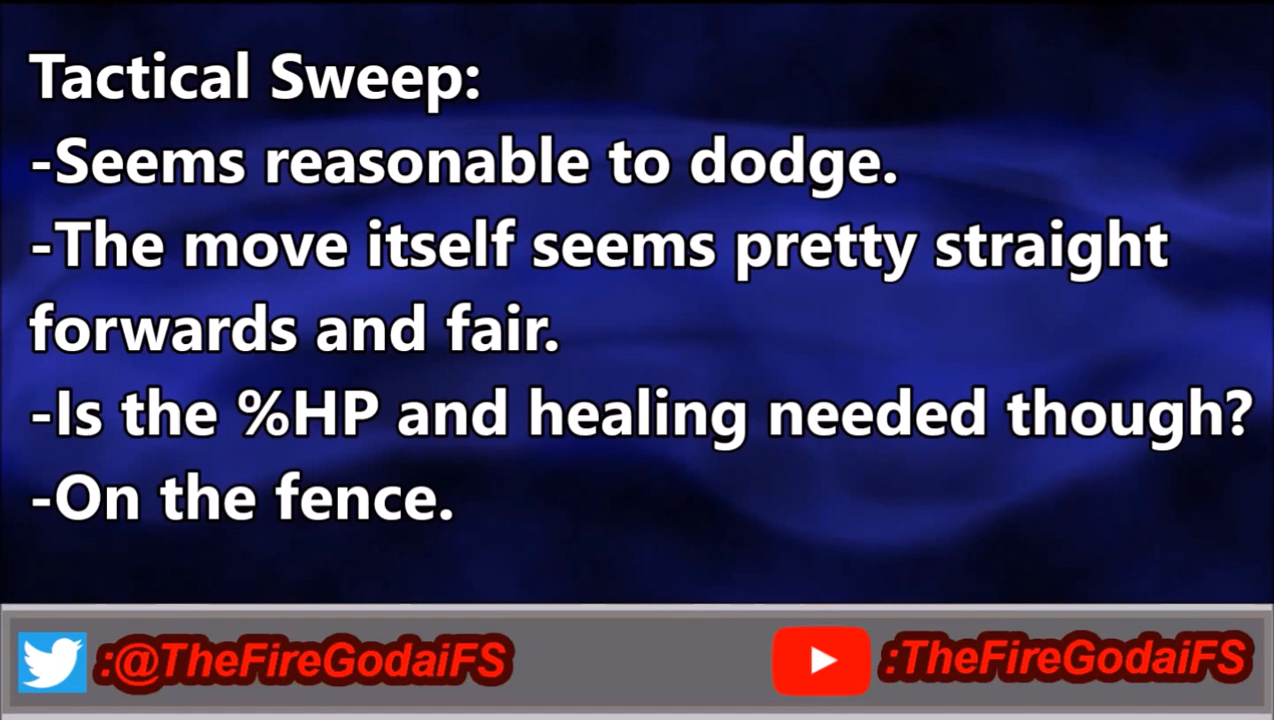 Tactical Sweep:
-Seems reasonable to dodge.
-The move itself seems pretty straight
forwards and fair.
-Is the %HP and healing needed though?
-On the fence.
:@TheFireGodaiFS
:TheFireGodaiFS